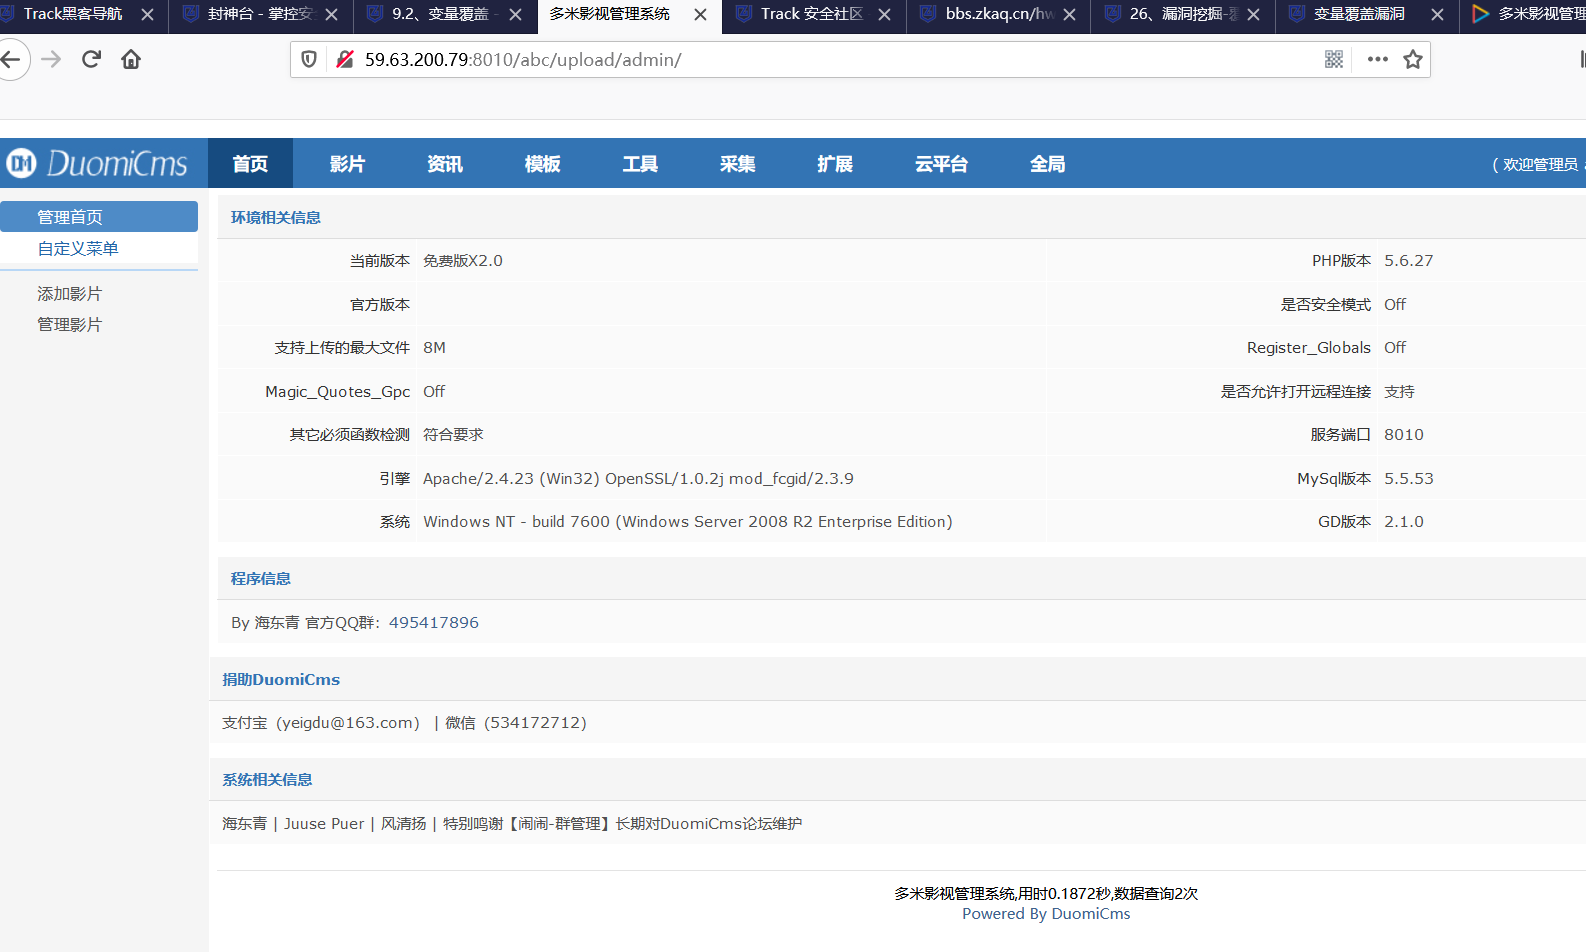 Track黑客导航
封神台 - 掌控安
9.2、变量覆盖 -
多米影视管理系统
Track 安全社区
bbs.zkaq.cn/hw
26、漏洞挖掘-
变量覆盖漏洞
多米影视管理
59.63.200.79:8010/abc/upload/admin/
DM DuomiCms
首页 影片 资讯 模板 工具 采集 扩展 云平台 全局
( 欢迎管理员
管理首页
自定义菜单
添加影片
管理影片
环境相关信息
当前版本 免费版X2.0 PHP版本 5.6.27
官方版本 是否安全模式 Off
支持上传的最大文件 8M Register_Globals Off
Magic_Quotes_Gpc Off 是否允许打开远程连接 支持
其它必须函数检测 符合要求 服务端口 8010
引擎 Apache/2.4.23 (Win32) OpenSSL/1.0.2j mod_fcgid/2.3.9 MySql版本 5.5.53
系统 Windows NT - build 7600 (Windows Server 2008 R2 Enterprise Edition) GD版本 2.1.0
程序信息
By 海东青 官方QQ群：495417896
捐助DuomiCms
支付宝（yeigdu@163.com） | 微信（534172712）
系统相关信息
海东青 | Juuse Puer | 风清扬 | 特别鸣谢【闹闹-群管理】长期对DuomiCms论坛维护
多米影视管理系统,用时0.1872秒,数据查询2次
Powered By DuomiCms